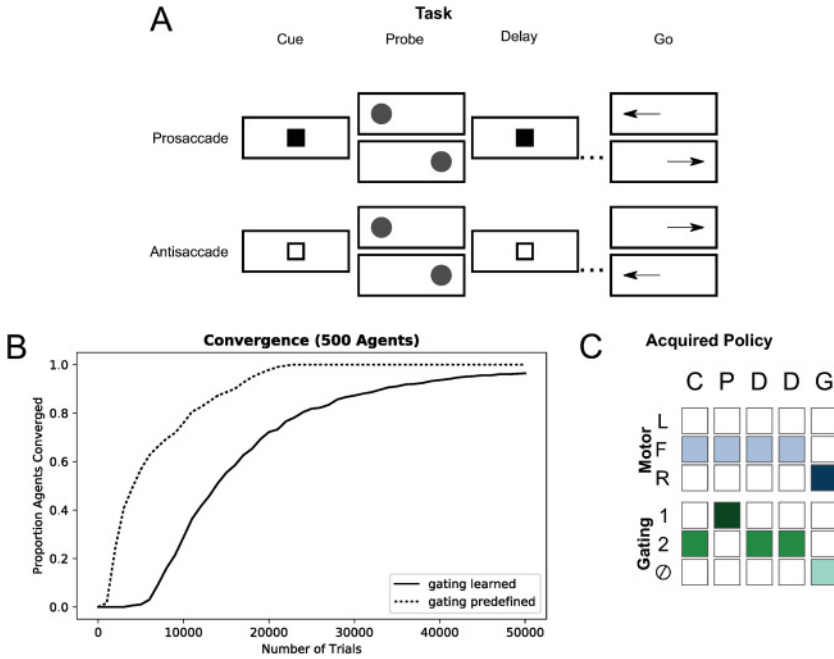 A
Task
Cue Probe Delay Go
Prosaccade
...
Antisaccade
...
B
Convergence (500 Agents)
Proportion Agents Converged
1.0
0.8
0.6
0.4
0.2
0.0
gating learned
gating predefined
0 10000 20000 30000 40000 50000
Number of Trials
C
Acquired Policy
C P D D G
Motor
L
F
R
Gating
1
2
∅